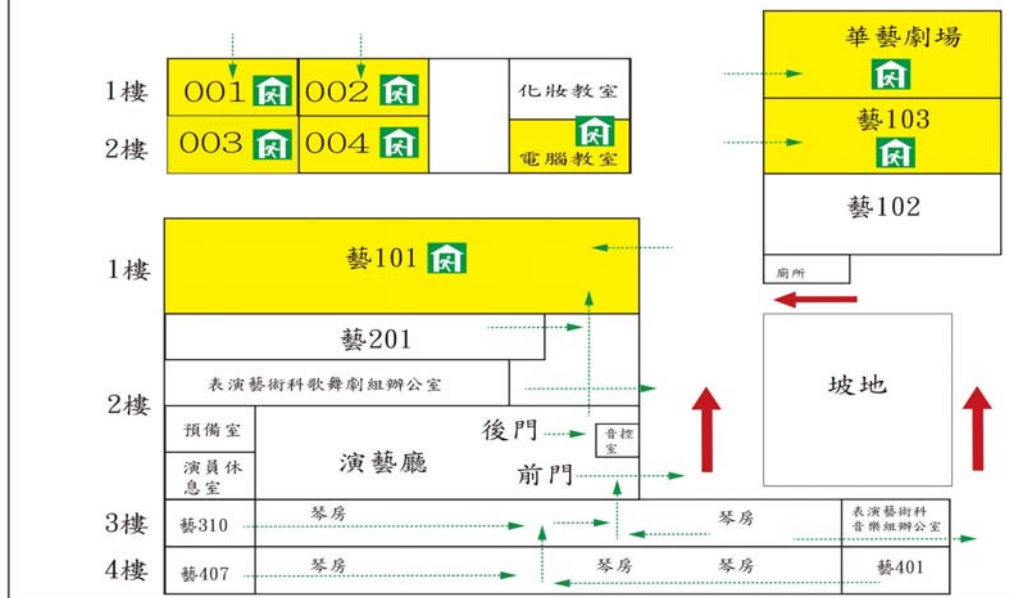 華藝劇場
1樓
001
002
化妝教室
藝103
2樓
003
004
電腦教室
藝102
1樓
藝101
廁所
藝201
2樓
表演藝術科歌舞劇組辦公室
坡地
預備室
後門
音控
室
演員休
息室
演藝廳
前門
3樓
藝310
琴房
琴房
表演藝術科
音樂組辦公室
4樓
藝407
琴房
琴房
琴房
藝401